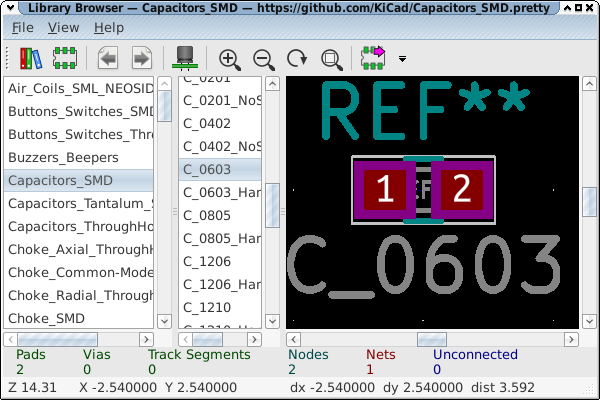 Library Browser — Capacitors_SMD — https://github.com/KiCad/Capacitors_SMD.pretty
File View Help
Air_Coils_SML_NEOSID
Buttons_Switches_SMD
Buttons_Switches_Thro
Buzzers_Beepers
Capacitors_SMD
Capacitors_Tantalum_S
Capacitors_ThroughHo
Choke_Axial_ThroughH
Choke_Common-Mode
Choke_Radial_Through
Choke_SMD
C_0201
C_0201_NoS
C_0402
C_0402_NoS
C_0603
C_0603_Han
C_0805
C_0805_Han
C_1206
C_1206_Han
C_1210
C_1210_Han
REF**
1 2
C_0603
Pads Vias Track Segments Nodes Nets Unconnected
2 0 0 2 1 0
Z 14.31 X -2.540000 Y 2.540000 dx -2.540000 dy 2.540000 dist 3.592